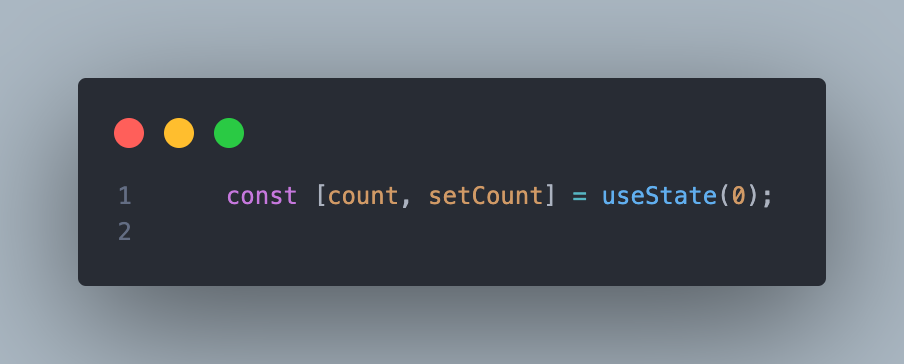 1 const [count, setCount] = useState(0);
2